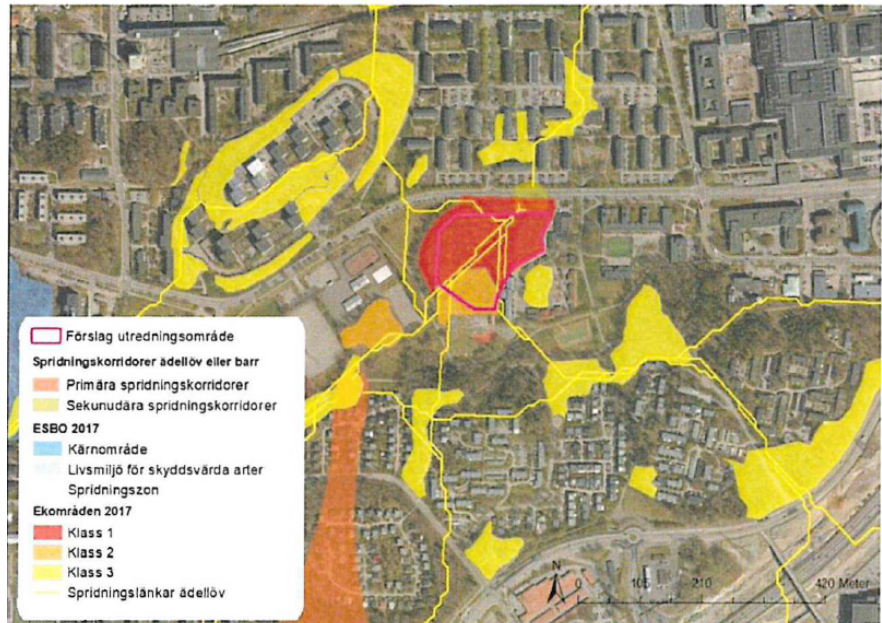 Förslag utredningsområde
Spridningskorridorer ädellöv eller barr
Primära spridningskorridorer
Sekunudära spridningskorridorer
ESBO 2017
Kärnområde
Livsmiljö för skyddsvärda arter
Spridningszon
Ekområden 2017
Klass 1
Klass 2
Klass 3
Spridningslänkar ädellöv
N
0 105 210 420 Meter